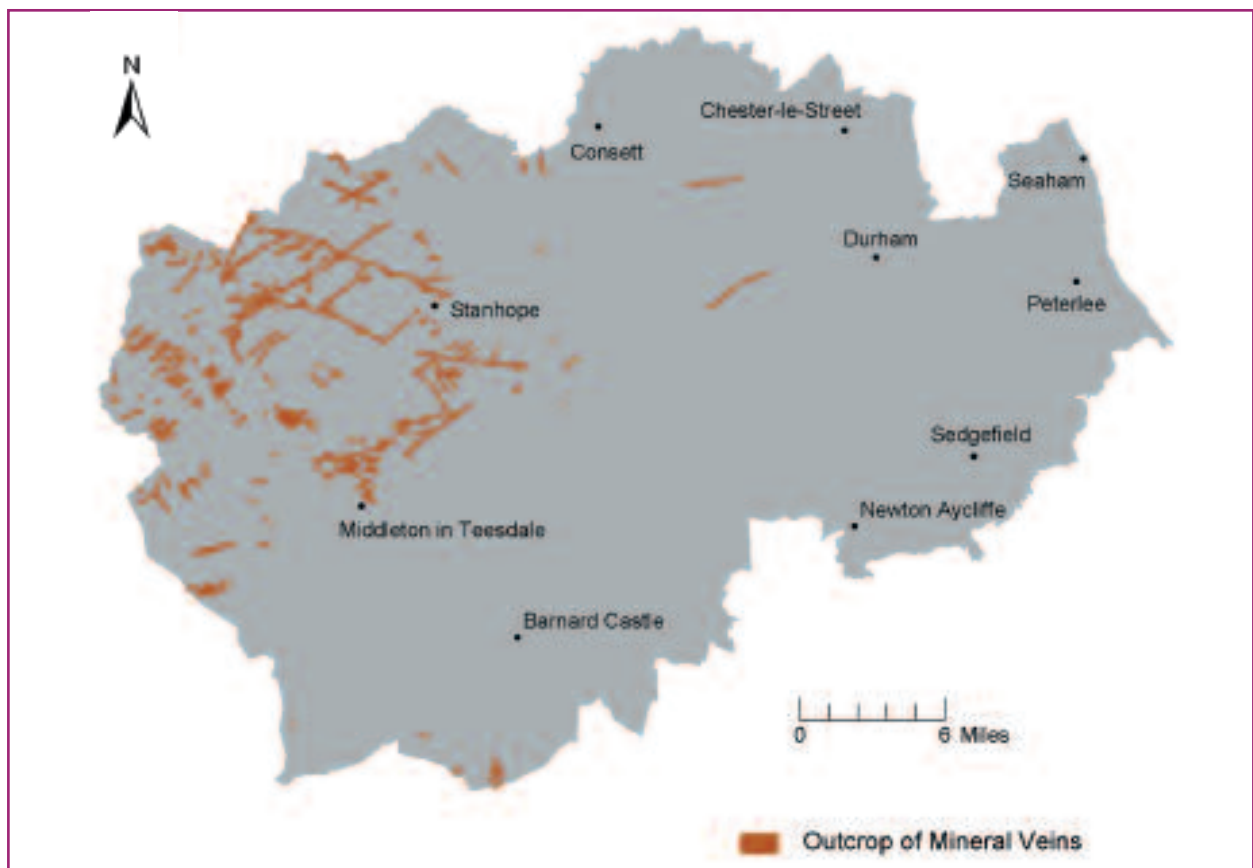 N
Chester-le-Street
Consett
Seaham
Durham
Stanhope
Peterlee
Sedgefield
Newton Aycliffe
Middleton in Teesdale
Barnard Castle
0 6 Miles
Outcrop of Mineral Veins